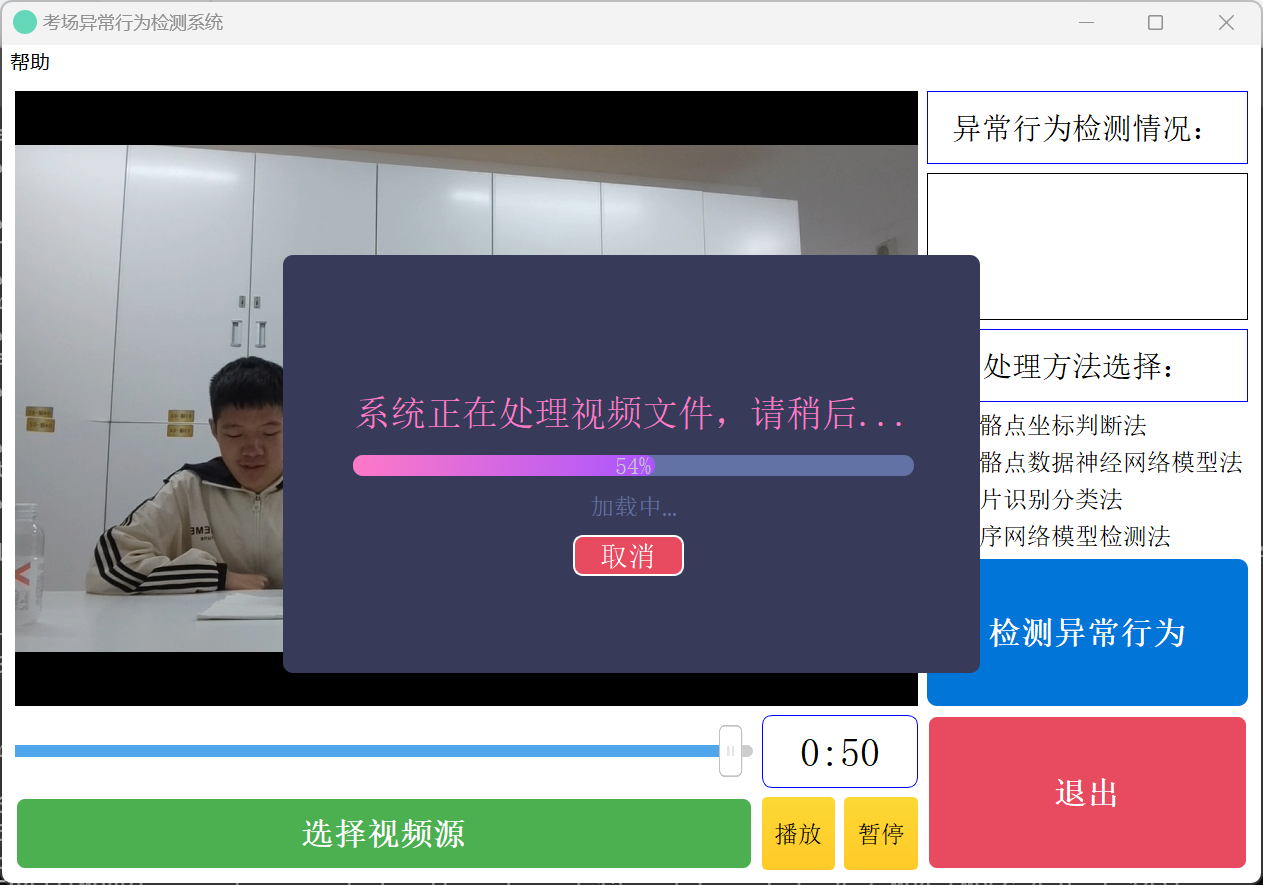 考场异常行为检测系统
帮助
异常行为检测情况：
处理方法选择：
骼点坐标判断法
骼点数据神经网络模型法
片识别分类法
序网络模型检测法
系统正在处理视频文件，请稍后...
54%
加载中...
取消
检测异常行为
0:50
退出
选择视频源
播放
暂停